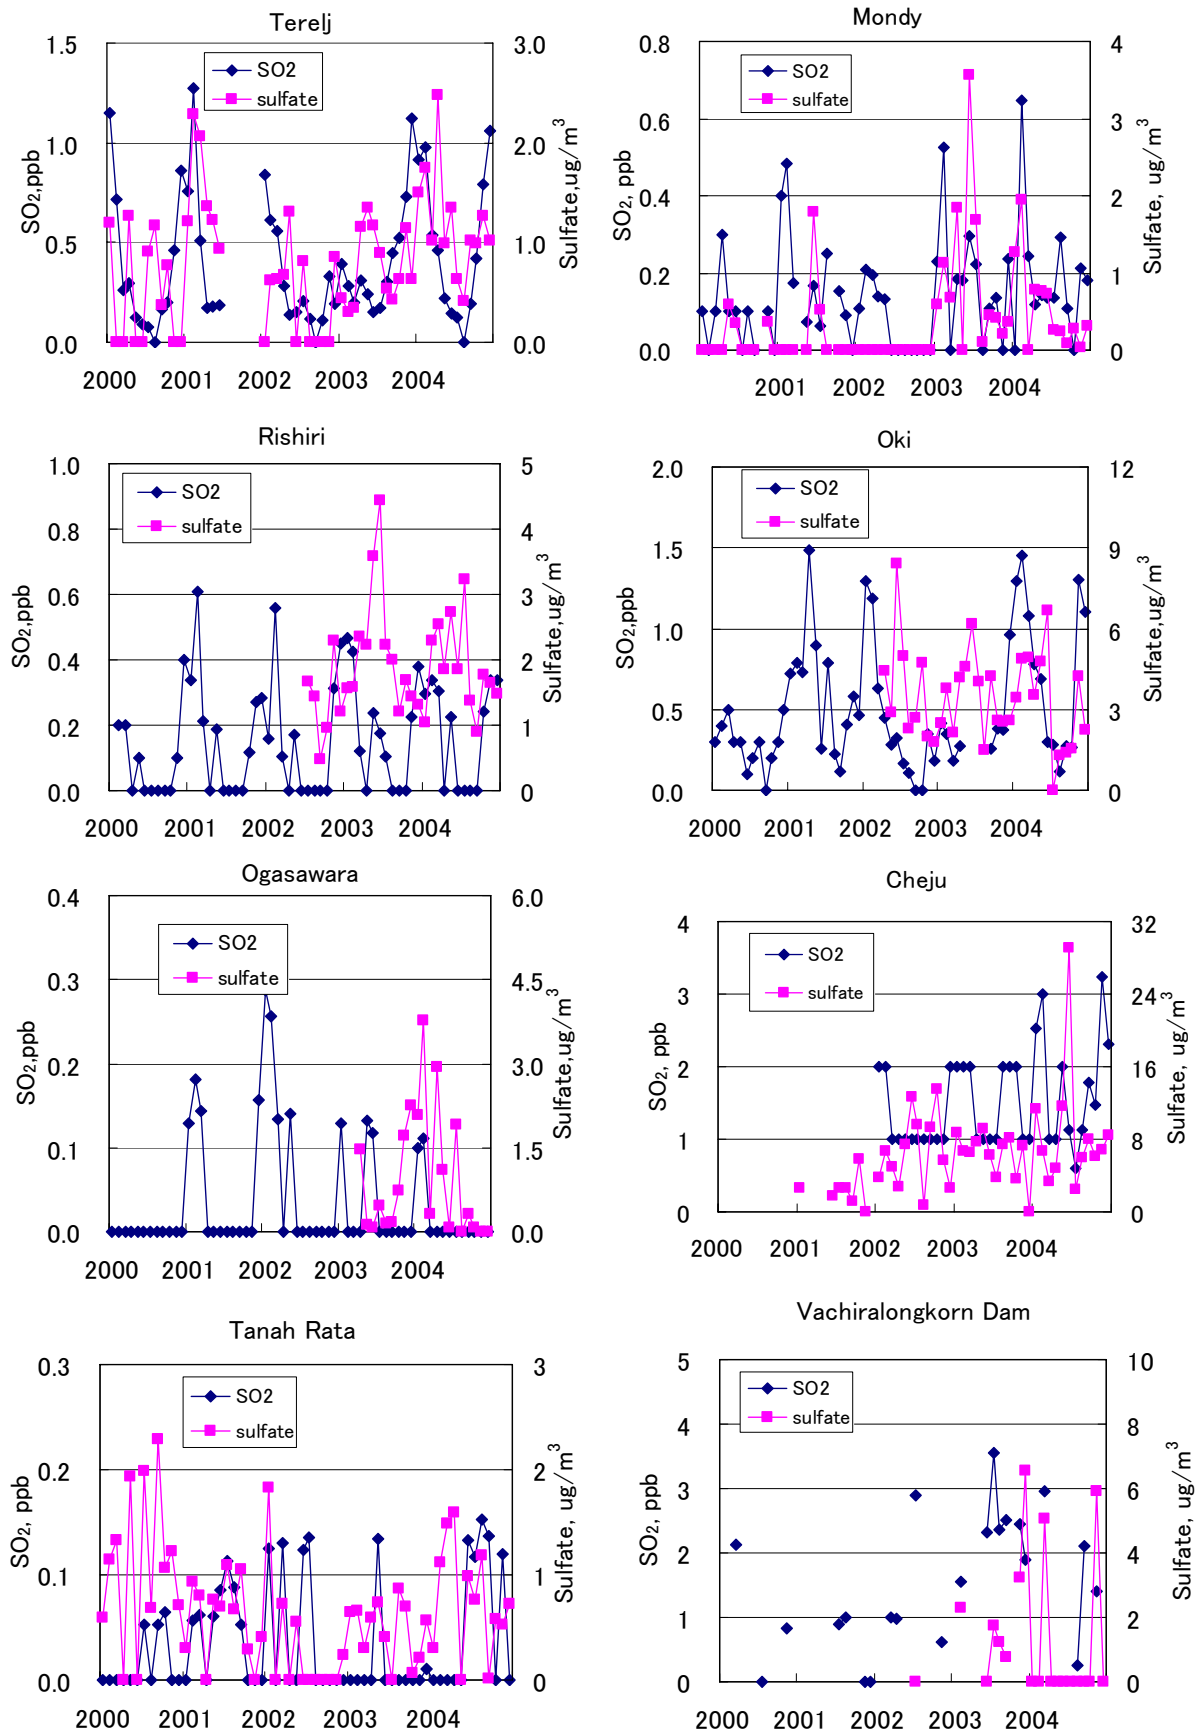 Terelj
1.5
1.0
0.5
0.0
SO2,ppb
SO2
sulfate
3.0
2.0
1.0
0.0
Sulfate,ug/m3
2000 2001 2002 2003 2004
Mondy
0.8
0.6
0.4
0.2
0
SO2, ppb
SO2
sulfate
4
3
2
1
0
Sulfate, ug/m3
2001 2002 2003 2004
Rishiri
1.0
0.8
0.6
0.4
0.2
0.0
SO2,ppb
SO2
sulfate
5
4
3
2
1
0
Sulfate,ug/m3
2000 2001 2002 2003 2004
Oki
2.0
1.5
1.0
0.5
0.0
SO2,ppb
SO2
sulfate
12
9
6
3
0
Sulfate,ug/m3
2000 2001 2002 2003 2004
Ogasawara
0.4
0.3
0.2
0.1
0.0
SO2,ppb
SO2
sulfate
6.0
4.5
3.0
1.5
0.0
Sulfate,ug/m3
2000 2001 2002 2003 2004
Cheju
4
3
2
1
0
SO2, ppb
SO2
sulfate
32
24
16
8
0
Sulfate, ug/m3
2000 2001 2002 2003 2004
Tanah Rata
0.3
0.2
0.1
0.0
SO2, ppb
SO2
sulfate
3
2
1
0
Sulfate, ug/m3
2000 2001 2002 2003 2004
Vachiralongkorn Dam
5
4
3
2
1
0
SO2, ppb
SO2
sulfate
10
8
6
4
2
0
Sulfate, ug/m3
2000 2001 2002 2003 2004